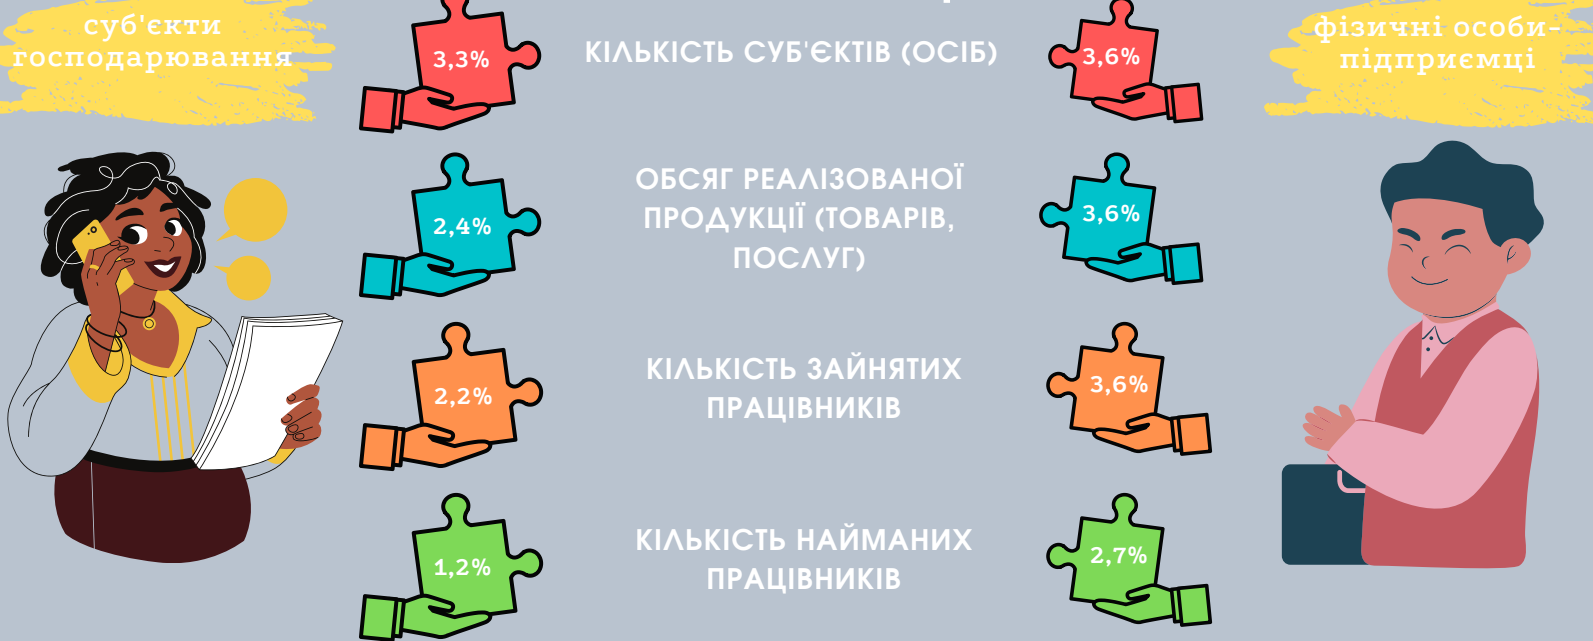 суб'єкти
господарювання
3,3%
КІЛЬКІСТЬ СУБ'ЄКТІВ (ОСІБ)
3,6%
фізичні особи-
підприємці
2,4%
ОБСЯГ РЕАЛІЗОВАНОЇ
ПРОДУКЦІЇ (ТОВАРІВ,
ПОСЛУГ)
3,6%
2,2%
КІЛЬКІСТЬ ЗАЙНЯТИХ
ПРАЦІВНИКІВ
3,6%
1,2%
КІЛЬКІСТЬ НАЙМАНИХ
ПРАЦІВНИКІВ
2,7%